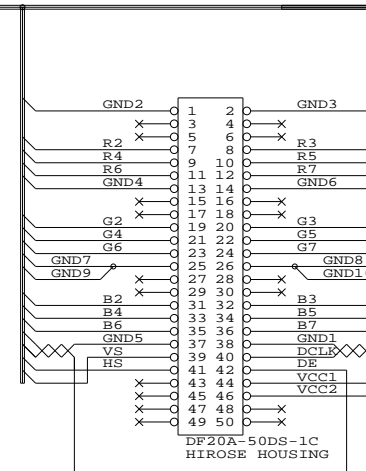 GND2 1 2 GND3
3 4
5 6
R2 7 8 R3
R4 9 10 R5
R6 11 12 R7
GND4 13 14 GND6
15 16
17 18
G2 19 20 G3
G4 21 22 G5
G6 23 24 G7
GND7 25 26 GND8
GND9 GND10
27 28
29 30
B2 31 32 B3
B4 33 34 B5
B6 35 36 B7
GND5 37 38 GND1
VS 39 40 DCLK
HS 41 42 DE
43 44 VCC1
45 46 VCC2
47 48
49 50
DF20A-50DS-1C
HIROSE HOUSING